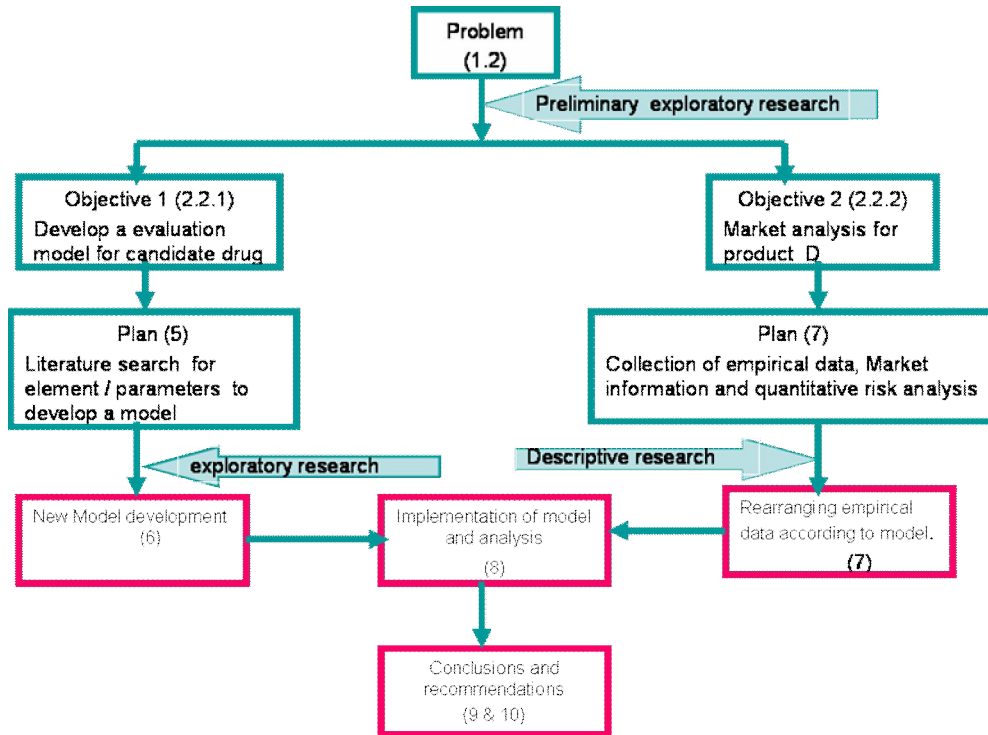 Problem
(1.2)
Preliminary exploratory research
Objective 1 (2.2.1)
Develop a evaluation
model for candidate drug
Objective 2 (2.2.2)
Market analysis for
product D
Plan (5)
Literature search for
element / parameters to
develop a model
Plan (7)
Collection of empirical data, Market
information and quantitative risk analysis
exploratory research
Descriptive research
New Model development
(6)
Implementation of model
and analysis
(8)
Rearranging empirical
data according to model.
(7)
Conclusions and
recommendations
(9 & 10)